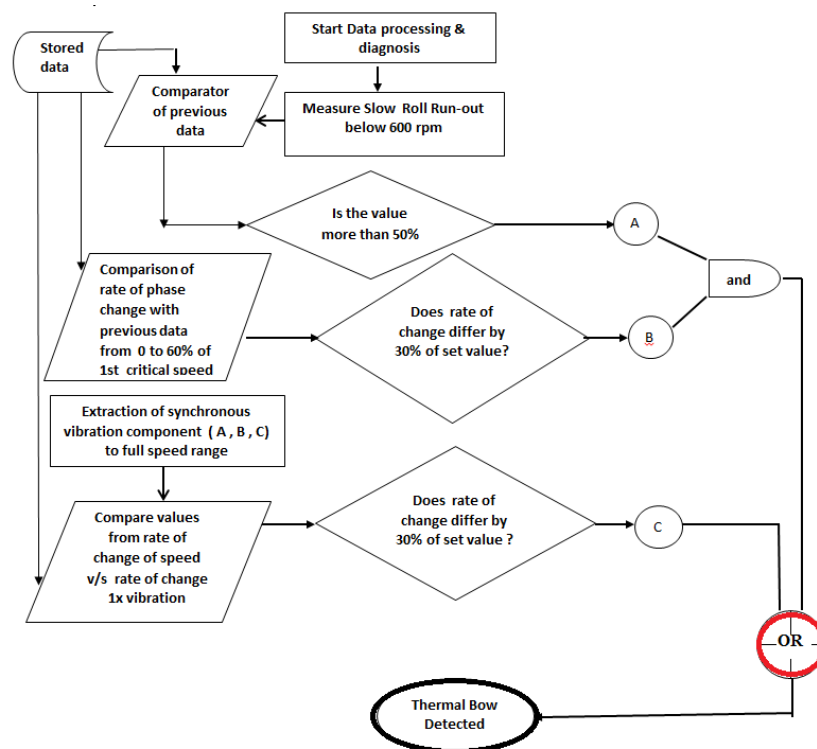 Start Data processing &
diagnosis
Stored
data
Comparator
of previous
data
Measure Slow Roll Run-out
below 600 rpm
Is the value
more than 50%
A
and
Comparison of
rate of phase
change with
previous data
from 0 to 60% of
1st critical speed
Does rate of
change differ by
30% of set value?
B
Extraction of synchronous
vibration component ( A , B , C)
to full speed range
Compare values
from rate of
change of speed
v/s rate of change
1x vibration
Does rate of
change differ by
30% of set value ?
C
OR
Thermal Bow
Detected